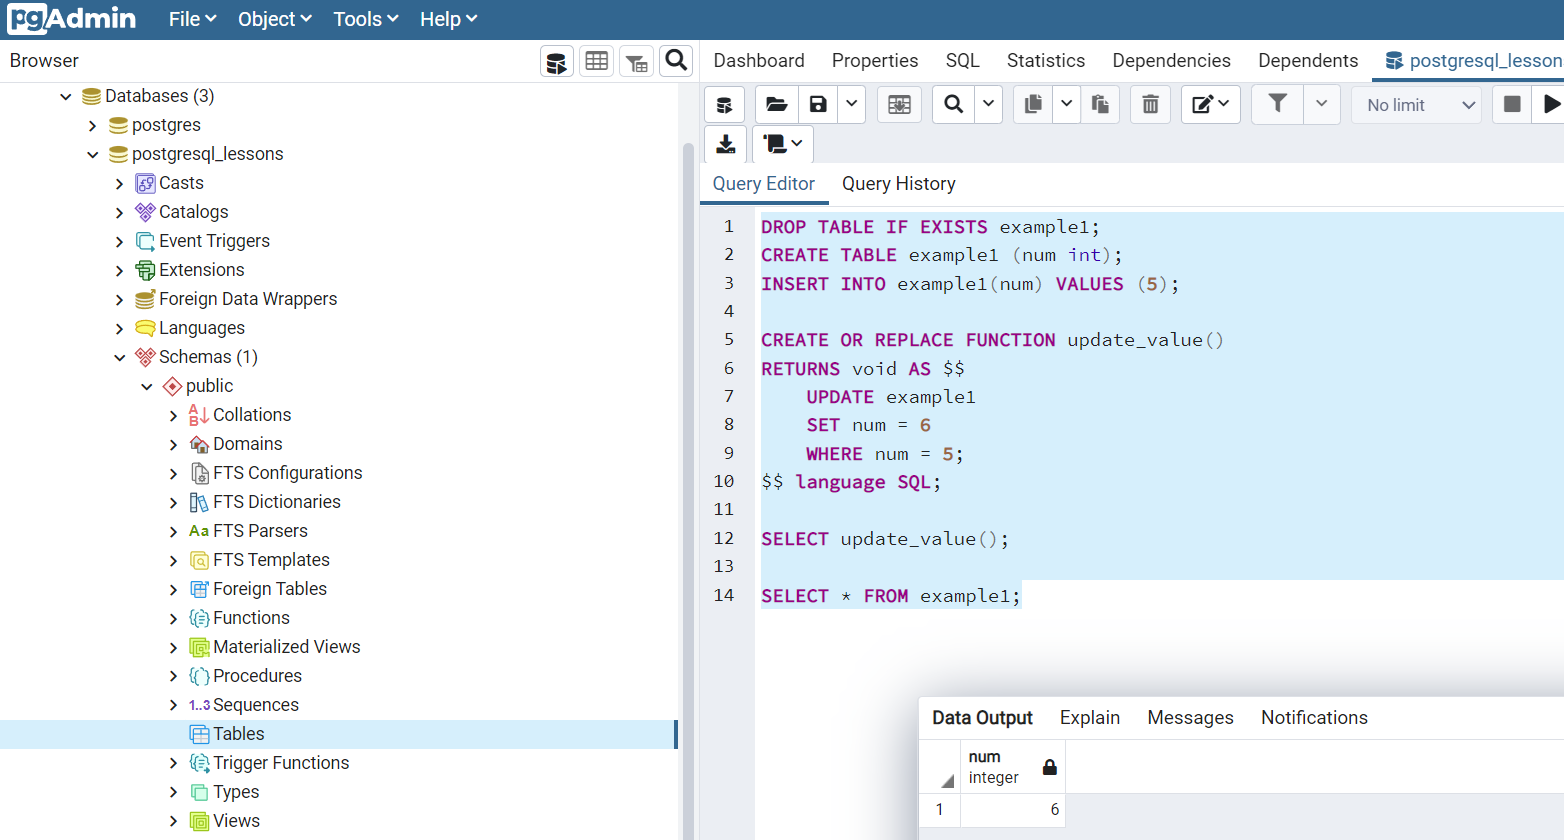 pgAdmin File Object Tools Help
Browser
Dashboard Properties SQL Statistics Dependencies Dependents postgresql_lesson
Databases (3)
postgres
postgresql_lessons
Casts
Catalogs
Event Triggers
Extensions
Foreign Data Wrappers
Languages
Schemas (1)
public
Collations
Domains
FTS Configurations
FTS Dictionaries
Aa FTS Parsers
FTS Templates
Foreign Tables
Functions
Materialized Views
Procedures
1..3 Sequences
Tables
Trigger Functions
Types
Views
No limit
Query Editor Query History
1 DROP TABLE IF EXISTS example1;
2 CREATE TABLE example1 (num int);
3 INSERT INTO example1(num) VALUES (5);
4
5 CREATE OR REPLACE FUNCTION update_value()
6 RETURNS void AS $$
7 UPDATE example1
8 SET num = 6
9 WHERE num = 5;
10 $$ language SQL;
11
12 SELECT update_value();
13
14 SELECT * FROM example1;
Data Output Explain Messages Notifications
num
integer
1 6